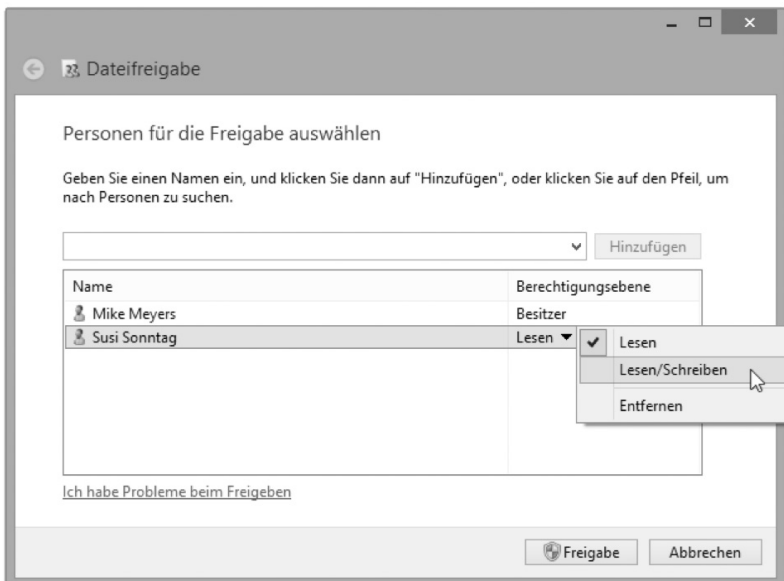 Dateifreigabe
Personen für die Freigabe auswählen
Geben Sie einen Namen ein, und klicken Sie dann auf "Hinzufügen", oder klicken Sie auf den Pfeil, um
nach Personen zu suchen.
Hinzufügen
Name Berechtigungsebene
Mike Meyers Besitzer
Susi Sonntag Lesen
Lesen
Lesen/Schreiben
Entfernen
Ich habe Probleme beim Freigeben
Freigabe Abbrechen